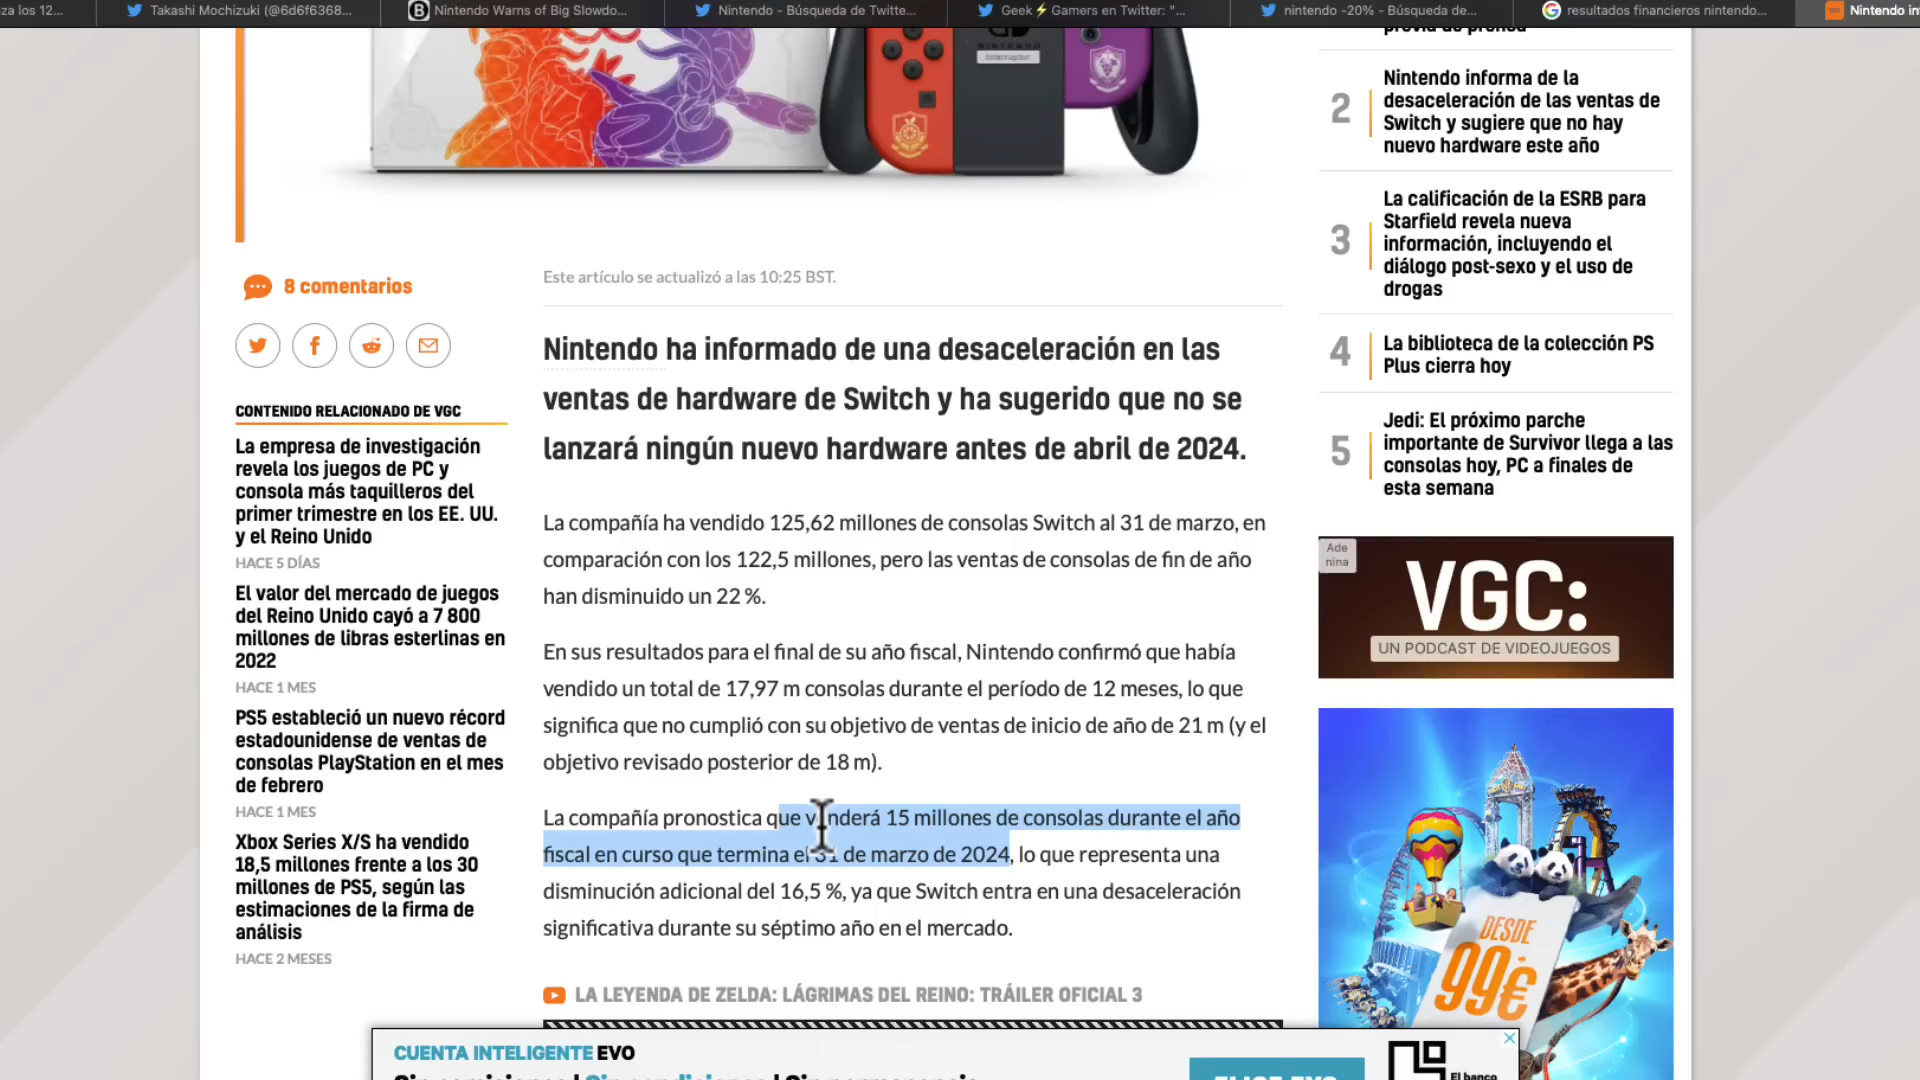 za los 12...
Takashi Mochizuki (@6d6f6368...
Nintendo Warns of Big Slowdo...
Nintendo - Búsqueda de Twitte...
Geek⚡Gamers en Twitter: "...
nintendo -20% - Búsqueda de...
resultados financieros nintendo...
Nintendo in
NINTENDO
Interruptor
8 comentarios
CONTENIDO RELACIONADO DE VGC
La empresa de investigación
revela los juegos de PC y
consola más taquilleros del
primer trimestre en los EE. UU.
y el Reino Unido
HACE 5 DÍAS
El valor del mercado de juegos
del Reino Unido cayó a 7 800
millones de libras esterlinas en
2022
HACE 1 MES
PS5 estableció un nuevo récord
estadounidense de ventas de
consolas PlayStation en el mes
de febrero
HACE 1 MES
Xbox Series X/S ha vendido
18,5 millones frente a los 30
millones de PS5, según las
estimaciones de la firma de
análisis
HACE 2 MESES
Este artículo se actualizó a las 10:25 BST.
Nintendo ha informado de una desaceleración en las
ventas de hardware de Switch y ha sugerido que no se
lanzará ningún nuevo hardware antes de abril de 2024.
La compañía ha vendido 125,62 millones de consolas Switch al 31 de marzo, en
comparación con los 122,5 millones, pero las ventas de consolas de fin de año
han disminuido un 22 %.
En sus resultados para el final de su año fiscal, Nintendo confirmó que había
vendido un total de 17,97 m consolas durante el período de 12 meses, lo que
significa que no cumplió con su objetivo de ventas de inicio de año de 21 m (y el
objetivo revisado posterior de 18 m).
La compañía pronostica que venderá 15 millones de consolas durante el año
fiscal en curso que termina el 31 de marzo de 2024, lo que representa una
disminución adicional del 16,5 %, ya que Switch entra en una desaceleración
significativa durante su séptimo año en el mercado.
LA LEYENDA DE ZELDA: LÁGRIMAS DEL REINO: TRÁILER OFICIAL 3
previa de prensa
2
Nintendo informa de la
desaceleración de las ventas de
Switch y sugiere que no hay
nuevo hardware este año
3
La calificación de la ESRB para
Starfield revela nueva
información, incluyendo el
diálogo post-sexo y el uso de
drogas
4
La biblioteca de la colección PS
Plus cierra hoy
5
Jedi: El próximo parche
importante de Survivor llega a las
consolas hoy, PC a finales de
esta semana
Ade
nina
VGC:
UN PODCAST DE VIDEOJUEGOS
DESDE
99€
CUENTA INTELIGENTE EVO
Sin comisiones | Sin condiciones | Sin permanencia
ELIGE EVO
El banco